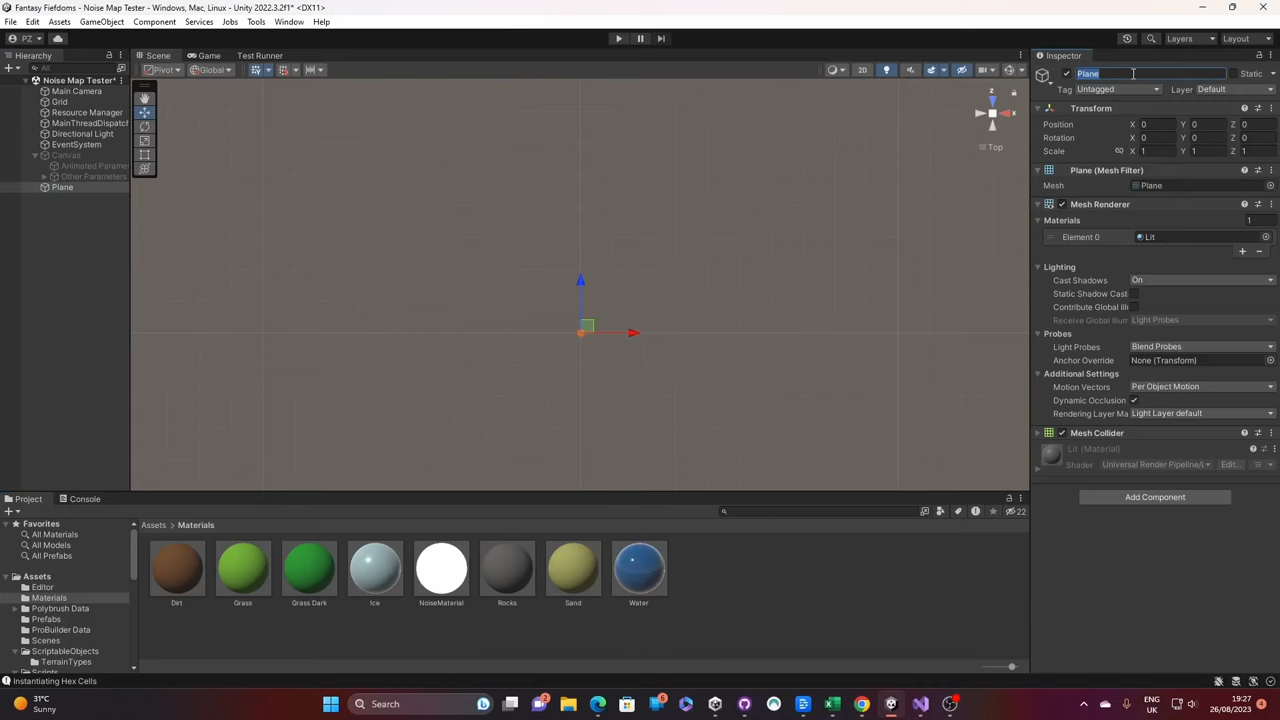 Fantasy Fiefdoms - Noise Map Tester - Windows, Mac, Linux - Unity 2022.3.2f1* <DX11>
File Edit Assets GameObject Component Services Jobs Tools Window Help
PZ Layers Layout
Hierarchy
All
Noise Map Tester*
Main Camera
Grid
Resource Manager
MainThreadDispatch
Directional Light
EventSystem
Canvas
Animated Parame
Other Parameters
Plane
Scene Game Test Runner
Pivot Global 2D
z
x
Top
Inspector
Plane Static
Tag Untagged Layer Default
Transform
Position X 0 Y 0 Z 0
Rotation X 0 Y 0 Z 0
Scale X 1 Y 1 Z 1
Plane (Mesh Filter)
Mesh Plane
Mesh Renderer
Materials 1
Element 0 Lit
Lighting
Cast Shadows On
Static Shadow Cast
Contribute Global Illu
Receive Global Illum Light Probes
Probes
Light Probes Blend Probes
Anchor Override None (Transform)
Additional Settings
Motion Vectors Per Object Motion
Dynamic Occlusion
Rendering Layer Ma Light Layer default
Mesh Collider
Lit (Material)
Shader Universal Render Pipeline/L Edit...
Add Component
Project Console
22
Favorites
All Materials
All Models
All Prefabs
Assets
Editor
Materials
Polybrush Data
Prefabs
ProBuilder Data
Scenes
ScriptableObjects
TerrainTypes
Scripts
Assets > Materials
Dirt Grass Grass Dark Ice NoiseMaterial Rocks Sand Water
Instantiating Hex Cells
31°C
Sunny
Search
2
6
ENG
UK
19:27
26/08/2023